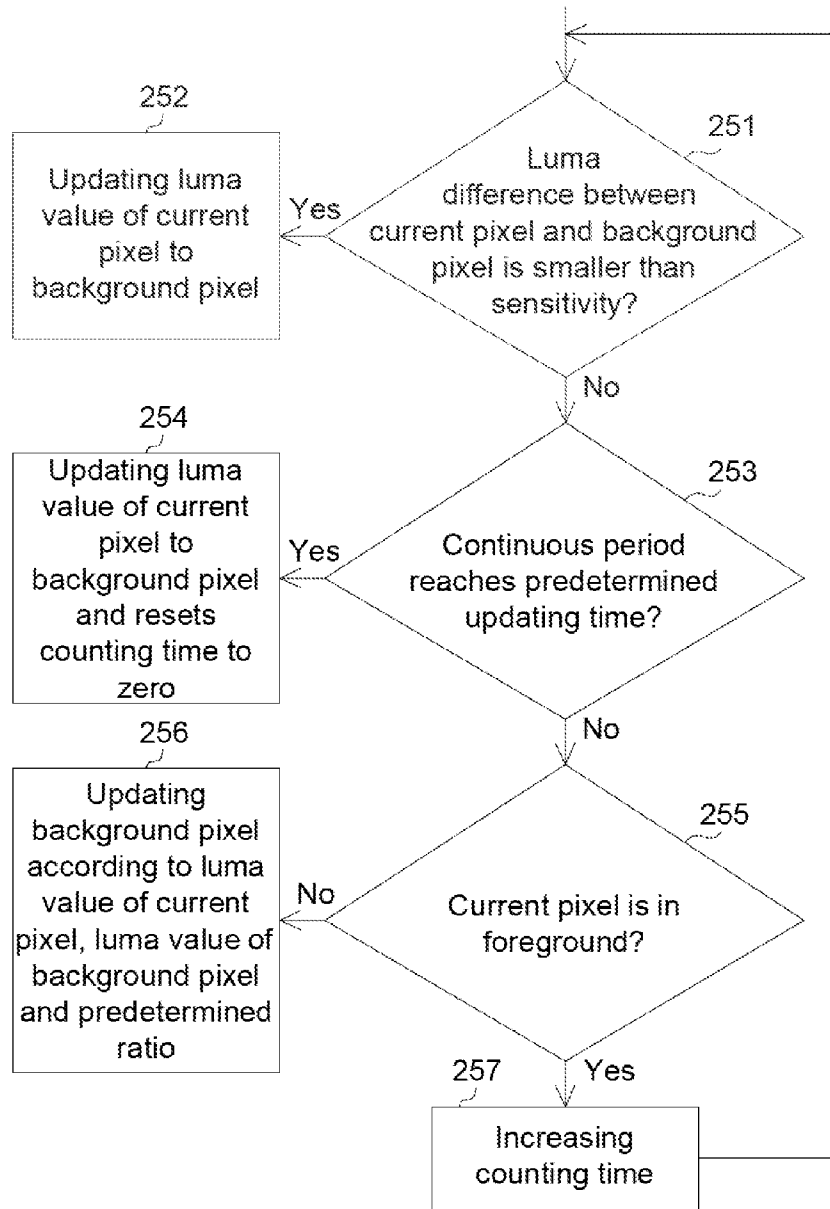 252
Updating luma
value of current
pixel to
background pixel
Yes
251
Luma
difference between
current pixel and background
pixel is smaller than
sensitivity?
No
254
Updating luma
value of current
pixel to
background pixel
and resets
counting time to
zero
Yes
253
Continuous period
reaches predetermined
updating time?
No
256
Updating
background pixel
according to luma
value of current
pixel, luma value of
background pixel
and predetermined
ratio
No
255
Current pixel is in
foreground?
Yes
257
Increasing
counting time